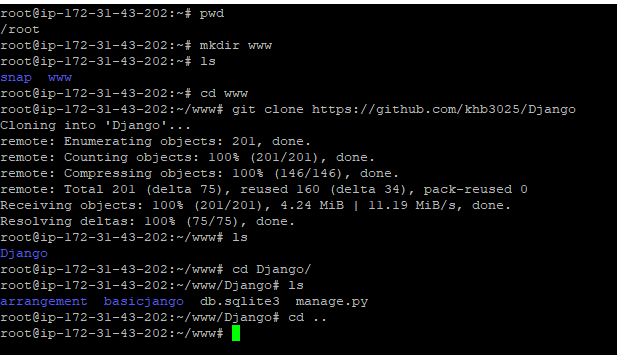 root@ip-172-31-43-202:~# pwd
/root
root@ip-172-31-43-202:~# mkdir www
root@ip-172-31-43-202:~# ls
snap  www
root@ip-172-31-43-202:~# cd www
root@ip-172-31-43-202:~/www# git clone https://github.com/khb3025/Django
Cloning into 'Django'...
remote: Enumerating objects: 201, done.
remote: Counting objects: 100% (201/201), done.
remote: Compressing objects: 100% (146/146), done.
remote: Total 201 (delta 75), reused 160 (delta 34), pack-reused 0
Receiving objects: 100% (201/201), 4.24 MiB | 11.19 MiB/s, done.
Resolving deltas: 100% (75/75), done.
root@ip-172-31-43-202:~/www# ls
Django
root@ip-172-31-43-202:~/www# cd Django/
root@ip-172-31-43-202:~/www/Django# ls
arrangement  basicjango  db.sqlite3  manage.py
root@ip-172-31-43-202:~/www/Django# cd ..
root@ip-172-31-43-202:~/www#